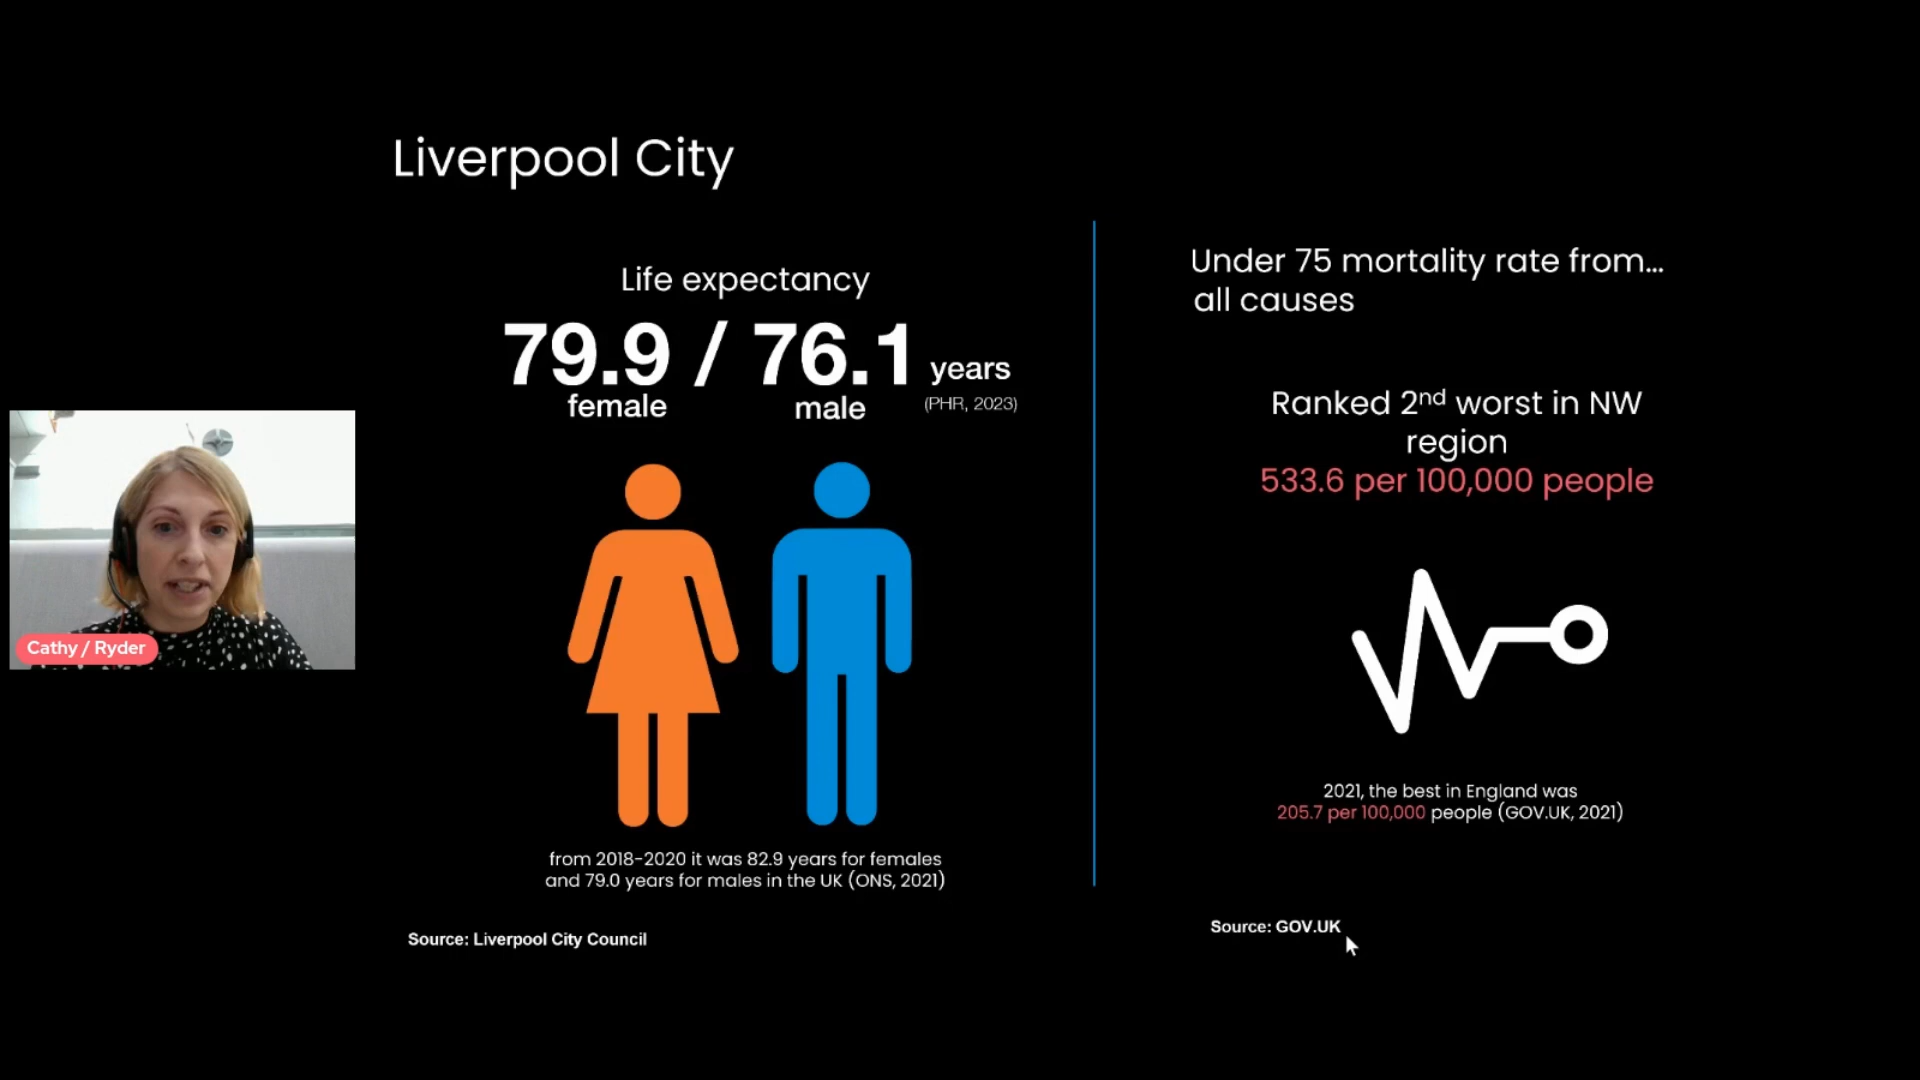 Liverpool City
Life expectancy
79.9 / 76.1 years
female male (PHR, 2023)
from 2018-2020 it was 82.9 years for females
and 79.0 years for males in the UK (ONS, 2021)
Source: Liverpool City Council
Under 75 mortality rate from...
all causes
Ranked 2nd worst in NW
region
533.6 per 100,000 people
2021, the best in England was
205.7 per 100,000 people (GOV.UK, 2021)
Source: GOV.UK
Cathy / Ryder